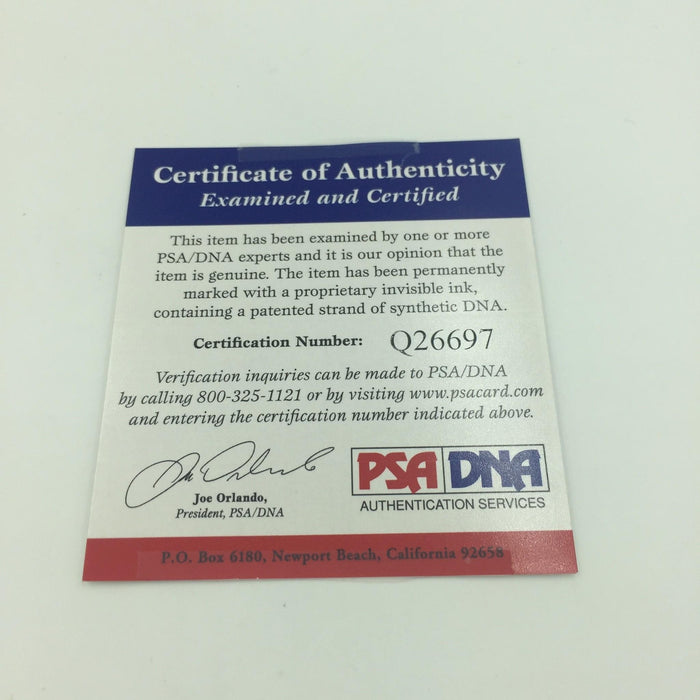 Certificate of Authenticity
Examined and Certified
This item has been examined by one or more
PSA/DNA experts and it is our opinion that the
item is genuine. The item has been permanently
marked with a proprietary invisible ink,
containing a patented strand of synthetic DNA.
Certification Number: Q26697
Verification inquiries can be made to PSA/DNA
by calling 800-325-1121 or by visiting www.psacard.com
and entering the certification number indicated above.
Joe Orlando,
President, PSA/DNA
PSA DNA
AUTHENTICATION SERVICES
P.O. Box 6180, Newport Beach, California 92658